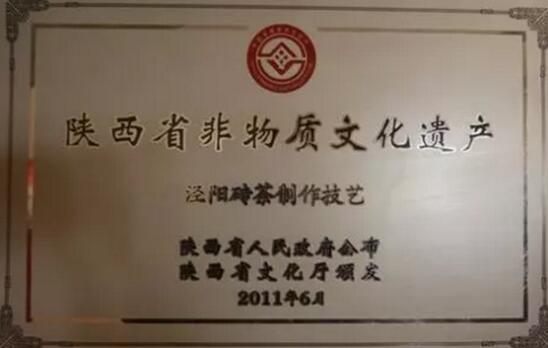 陕西省非物质文化遗产
泾阳砖茶制作技艺
陕西省人民政府公布
陕西省文化厅颁发
2011年6月